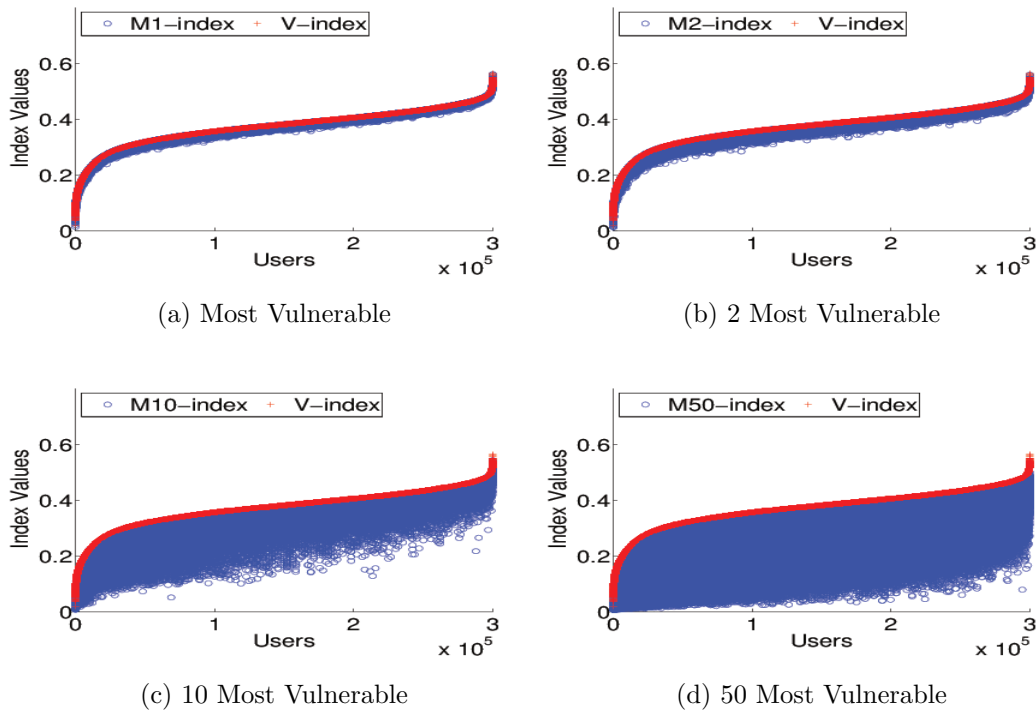 M1-index V-index
Index Values
0.6
0.4
0.2
0
0 1 2 3
Users
x 10^5
(a) Most Vulnerable
M2-index V-index
Index Values
0.6
0.4
0.2
0
0 1 2 3
Users
x 10^5
(b) 2 Most Vulnerable
M10-index V-index
Index Values
0.6
0.4
0.2
0
0 1 2 3
Users
x 10^5
(c) 10 Most Vulnerable
M50-index V-index
Index Values
0.6
0.4
0.2
0
0 1 2 3
Users
x 10^5
(d) 50 Most Vulnerable